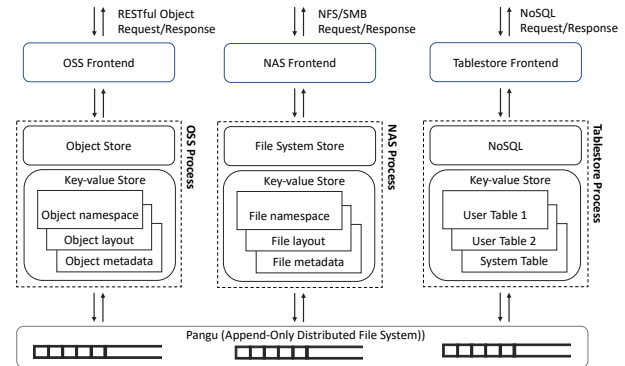 RESTful Object
Request/Response
NFS/SMB
Request/Response
NoSQL
Request/Response
OSS Frontend
NAS Frontend
Tablestore Frontend
OSS Process
Object Store
Key-value Store
Object namespace
Object layout
Object metadata
NAS Process
File System Store
Key-value Store
File namespace
File layout
File metadata
Tablestore Process
NoSQL
Key-value Store
User Table 1
User Table 2
System Table
Pangu (Append-Only Distributed File System))